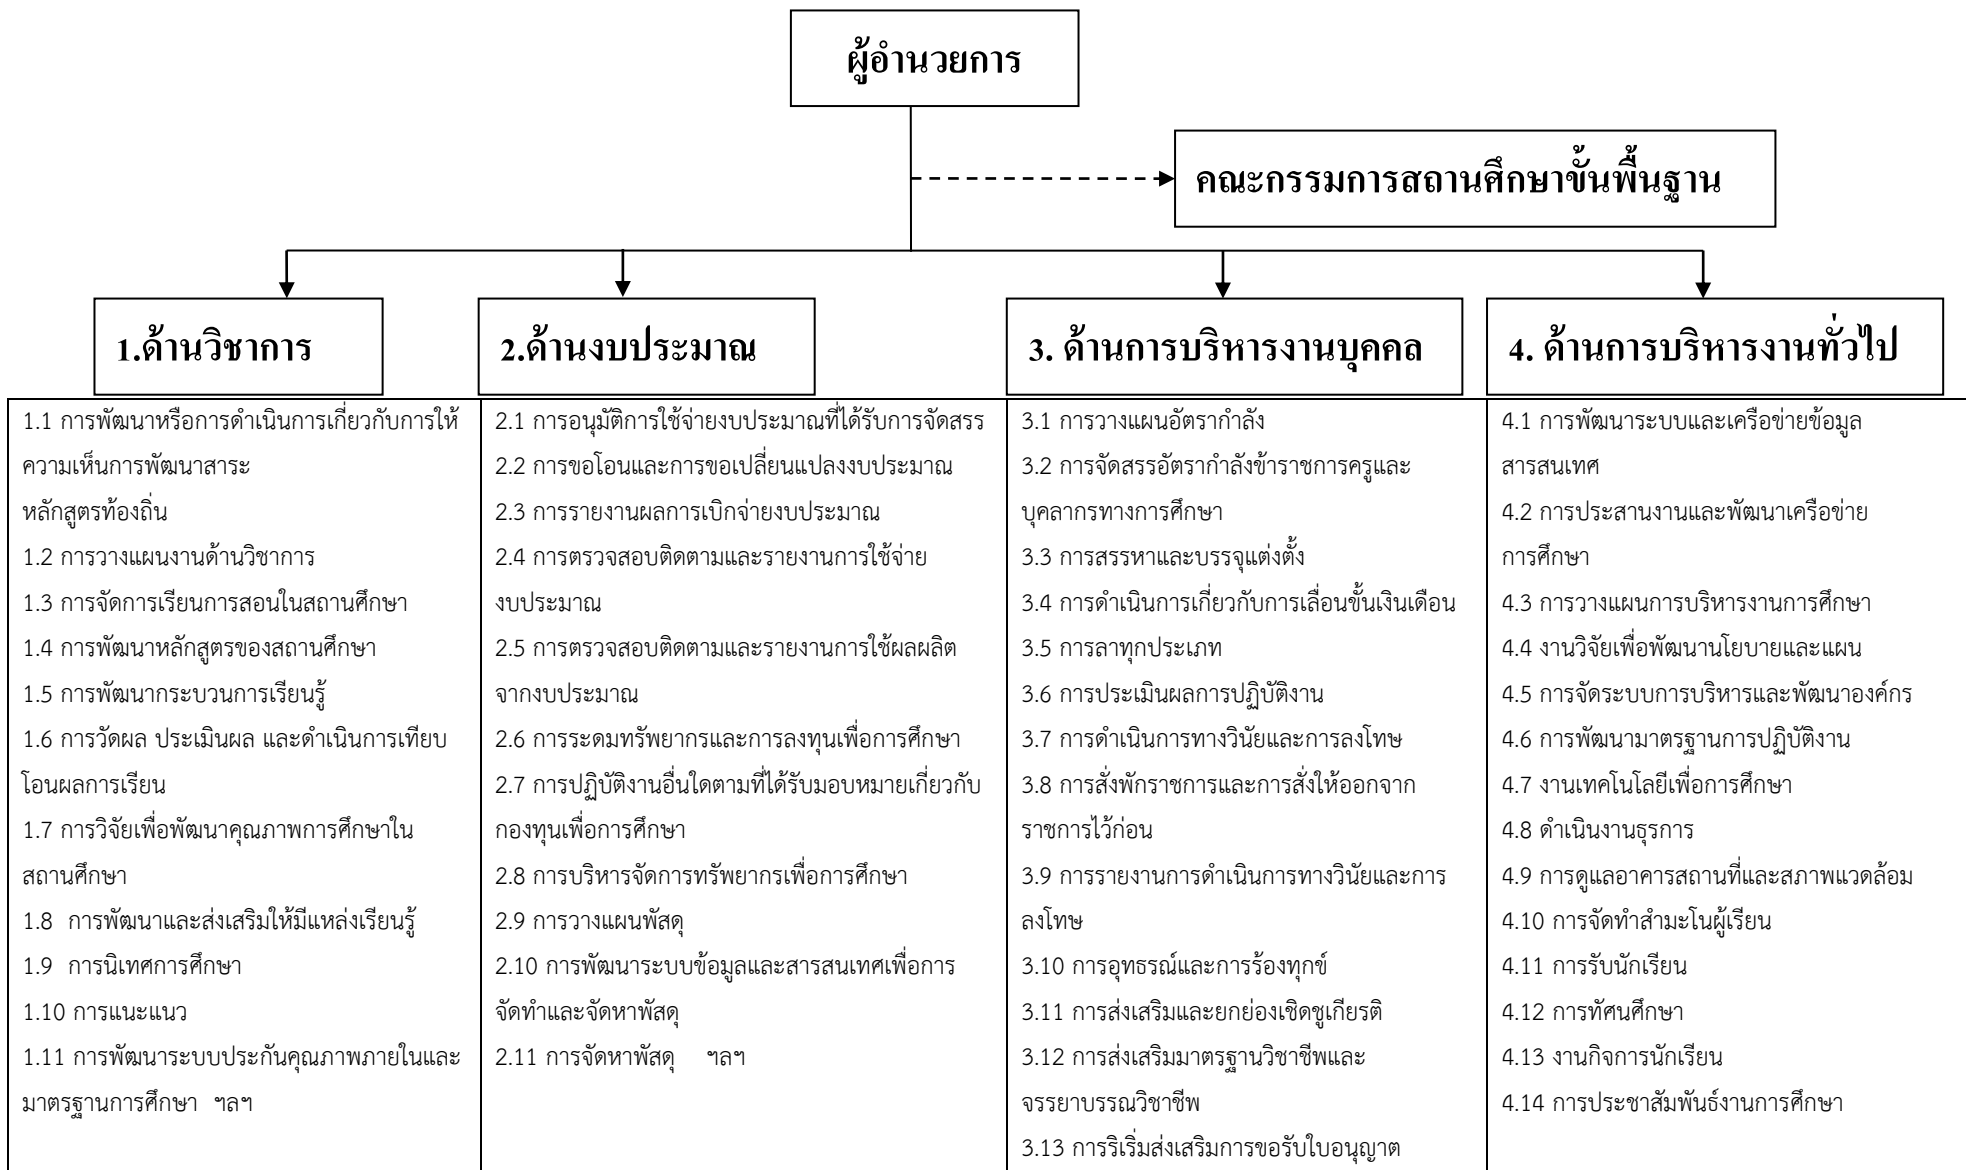 ผู้อำนวยการ
คณะกรรมการสถานศึกษาขั้นพื้นฐาน
1.ด้านวิชาการ
2.ด้านงบประมาณ
3. ด้านการบริหารงานบุคคล
4. ด้านการบริหารงานทั่วไป
1.1 การพัฒนาหรือการดำเนินการเกี่ยวกับการให้
ความเห็นการพัฒนาสาระ
หลักสูตรท้องถิ่น
1.2 การวางแผนงานด้านวิชาการ
1.3 การจัดการเรียนการสอนในสถานศึกษา
1.4 การพัฒนาหลักสูตรของสถานศึกษา
1.5 การพัฒนากระบวนการเรียนรู้
1.6 การวัดผล ประเมินผล และดำเนินการเทียบ
โอนผลการเรียน
1.7 การวิจัยเพื่อพัฒนาคุณภาพการศึกษาใน
สถานศึกษา
1.8 การพัฒนาและส่งเสริมให้มีแหล่งเรียนรู้
1.9 การนิเทศการศึกษา
1.10 การแนะแนว
1.11 การพัฒนาระบบประกันคุณภาพภายในและ
มาตรฐานการศึกษา ฯลฯ
2.1 การอนุมัติการใช้จ่ายงบประมาณที่ได้รับการจัดสรร
2.2 การขอโอนและการขอเปลี่ยนแปลงงบประมาณ
2.3 การรายงานผลการเบิกจ่ายงบประมาณ
2.4 การตรวจสอบติดตามและรายงานการใช้จ่าย
งบประมาณ
2.5 การตรวจสอบติดตามและรายงานการใช้ผลผลิต
จากงบประมาณ
2.6 การระดมทรัพยากรและการลงทุนเพื่อการศึกษา
2.7 การปฏิบัติงานอื่นใดตามที่ได้รับมอบหมายเกี่ยวกับ
กองทุนเพื่อการศึกษา
2.8 การบริหารจัดการทรัพยากรเพื่อการศึกษา
2.9 การวางแผนพัสดุ
2.10 การพัฒนาระบบข้อมูลและสารสนเทศเพื่อการ
จัดทำและจัดหาพัสดุ
2.11 การจัดหาพัสดุ ฯลฯ
3.1 การวางแผนอัตรากำลัง
3.2 การจัดสรรอัตรากำลังข้าราชการครูและ
บุคลากรทางการศึกษา
3.3 การสรรหาและบรรจุแต่งตั้ง
3.4 การดำเนินการเกี่ยวกับการเลื่อนขั้นเงินเดือน
3.5 การลาทุกประเภท
3.6 การประเมินผลการปฏิบัติงาน
3.7 การดำเนินการทางวินัยและการลงโทษ
3.8 การสั่งพักราชการและการสั่งให้ออกจาก
ราชการไว้ก่อน
3.9 การรายงานการดำเนินการทางวินัยและการ
ลงโทษ
3.10 การอุทธรณ์และการร้องทุกข์
3.11 การส่งเสริมและยกย่องเชิดชูเกียรติ
3.12 การส่งเสริมมาตรฐานวิชาชีพและ
จรรยาบรรณวิชาชีพ
3.13 การริเริ่มส่งเสริมการขอรับใบอนุญาต
4.1 การพัฒนาระบบและเครือข่ายข้อมูล
สารสนเทศ
4.2 การประสานงานและพัฒนาเครือข่าย
การศึกษา
4.3 การวางแผนการบริหารงานการศึกษา
4.4 งานวิจัยเพื่อพัฒนานโยบายและแผน
4.5 การจัดระบบการบริหารและพัฒนาองค์กร
4.6 การพัฒนามาตรฐานการปฏิบัติงาน
4.7 งานเทคโนโลยีเพื่อการศึกษา
4.8 ดำเนินงานธุรการ
4.9 การดูแลอาคารสถานที่และสภาพแวดล้อม
4.10 การจัดทำสำมะโนผู้เรียน
4.11 การรับนักเรียน
4.12 การทัศนศึกษา
4.13 งานกิจการนักเรียน
4.14 การประชาสัมพันธ์งานการศึกษา